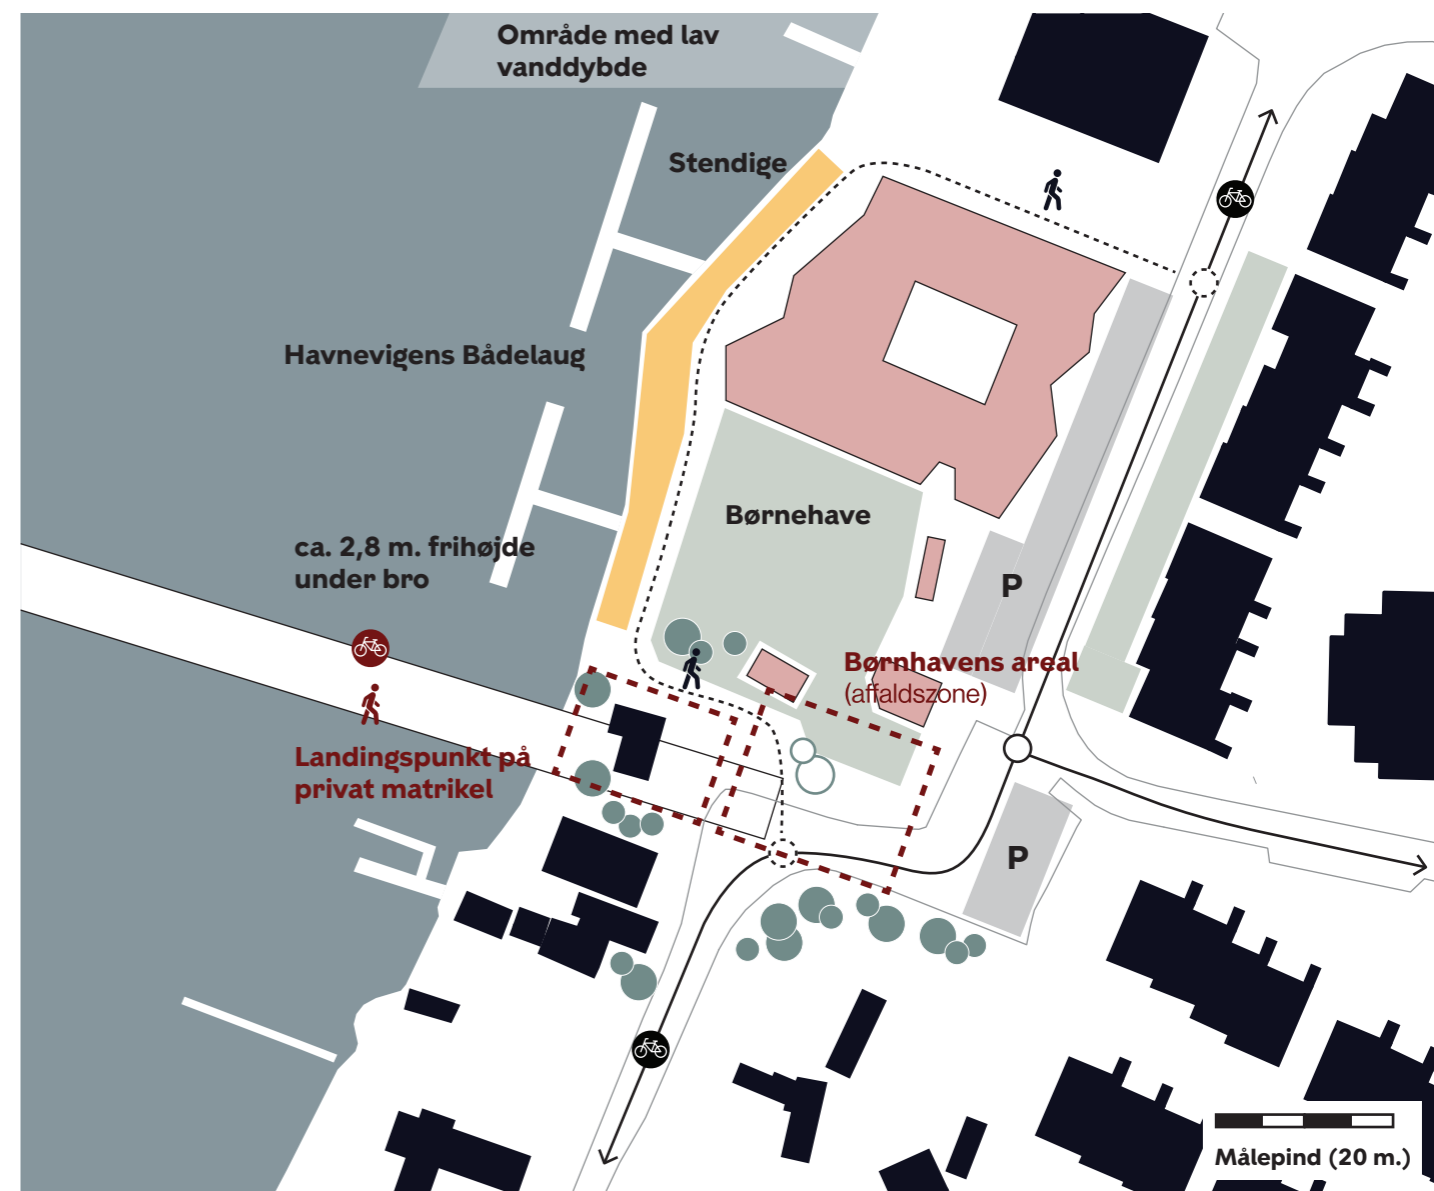 Område med lav
vanddybde
Stendige
Havnevigens Bådelaug
Børnehave
ca. 2,8 m. frihøjde
under bro
P
Børnhavens areal
(affaldszone)
Landingspunkt på
privat matrikel
P
Målepind (20 m.)